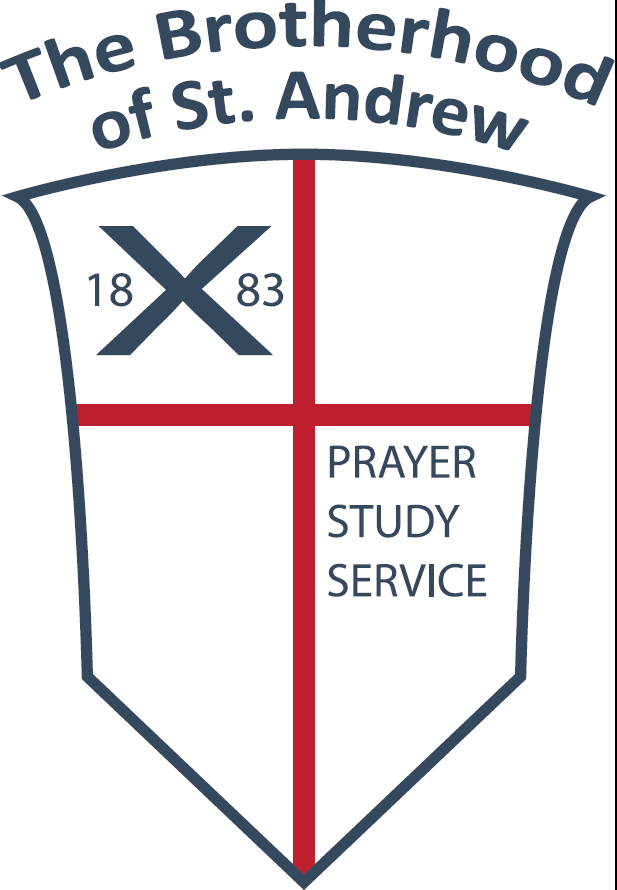 The Brotherhood
of St. Andrew
18 83
PRAYER
STUDY
SERVICE